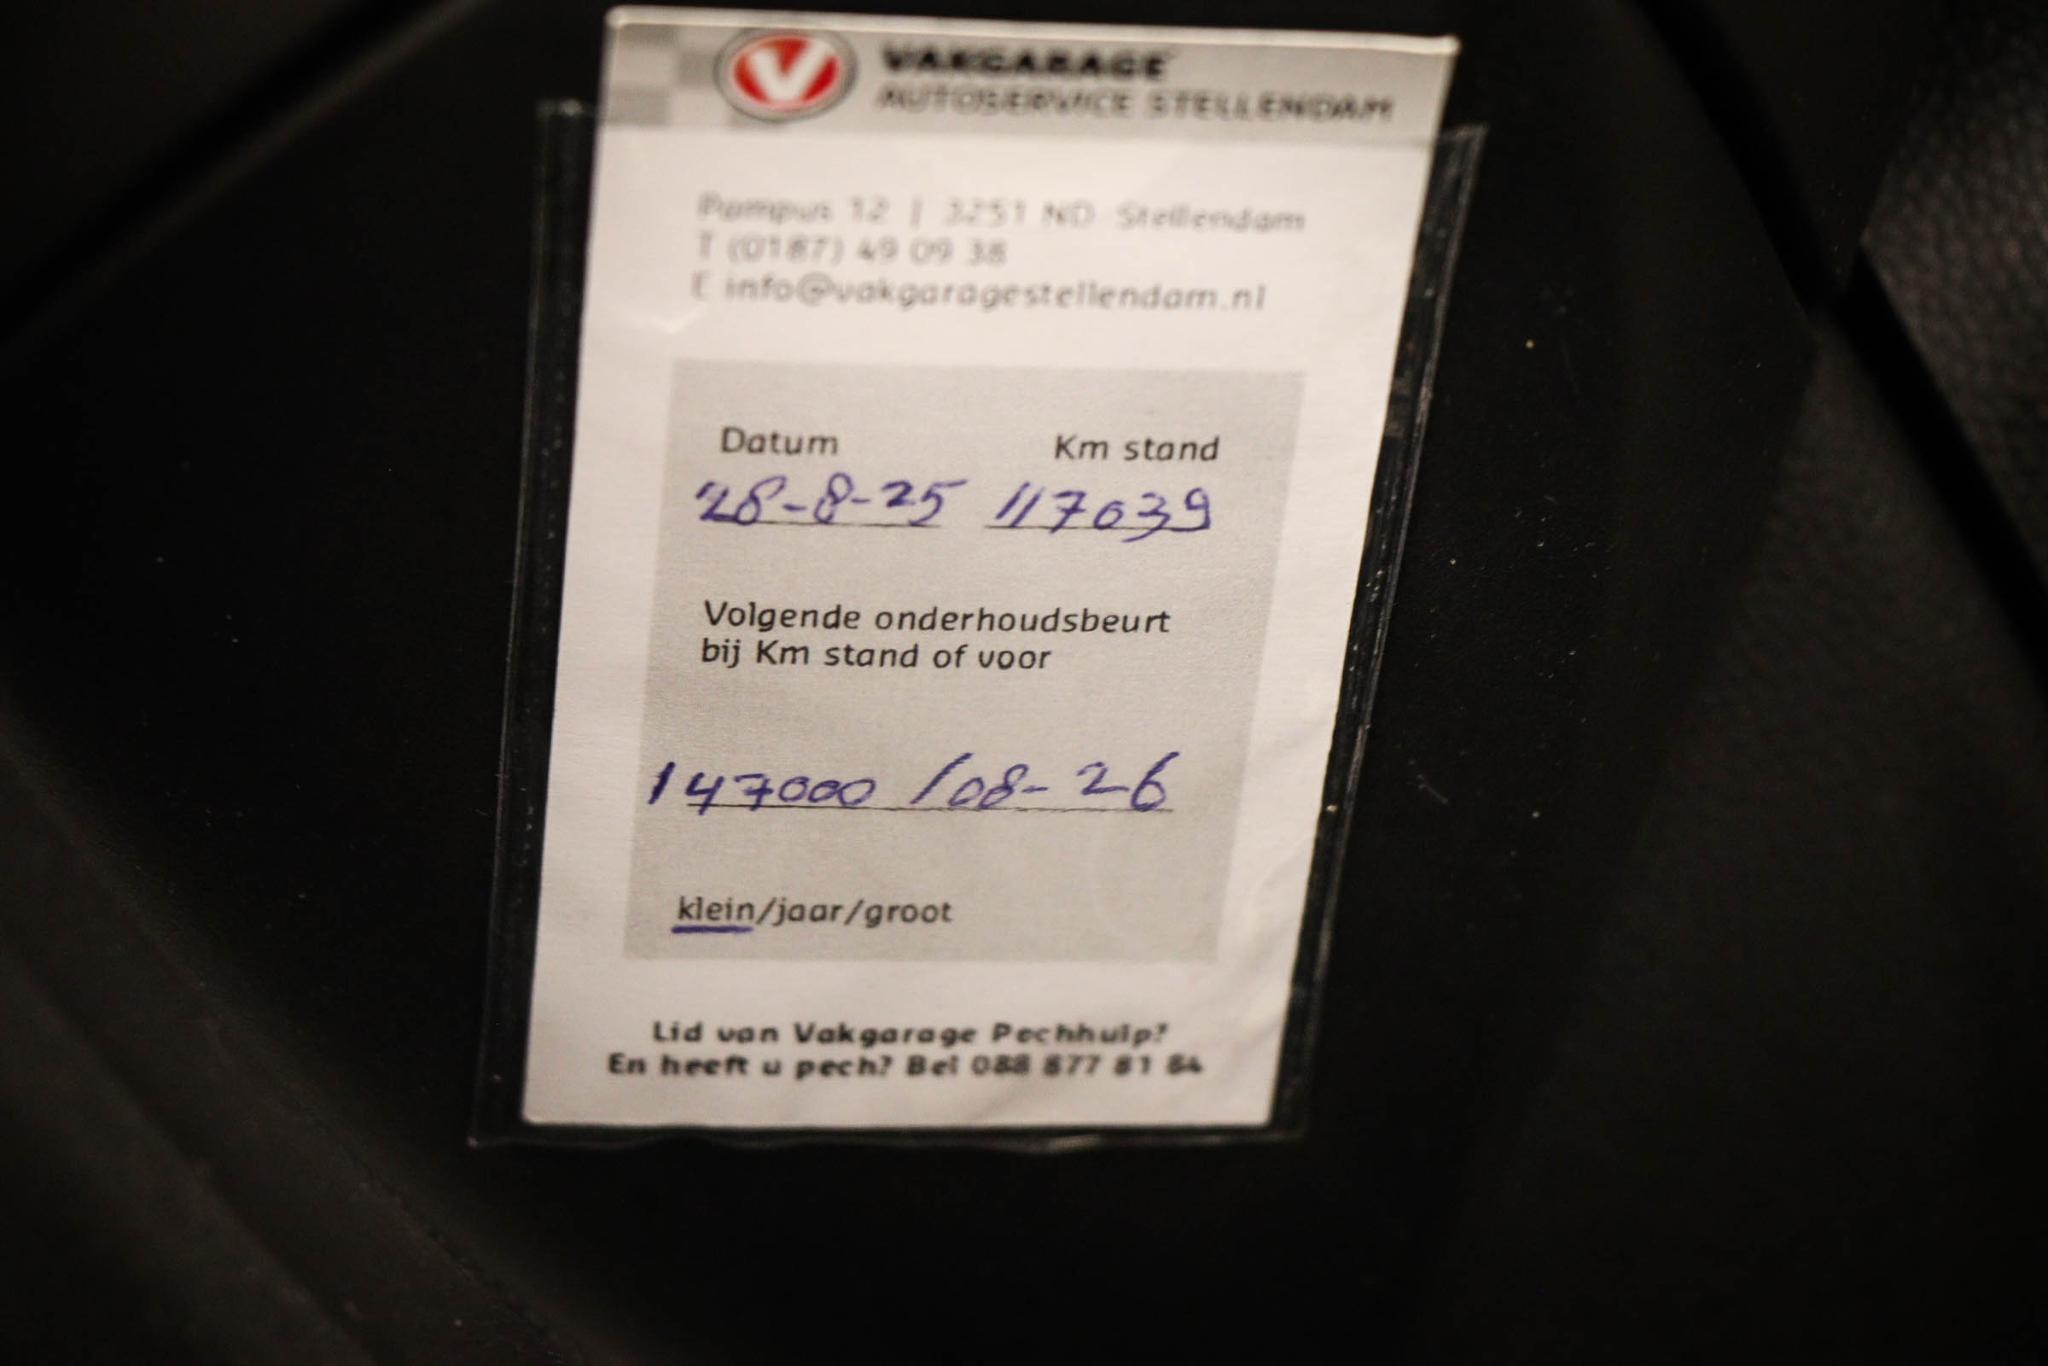 V VAKGARAGE
AUTOSERVICE STELLENDAM
Pampus 12 | 3251 ND Stellendam
T (0187) 49 09 38
E info@vakgaragestellendam.nl
Datum Km stand
28-8-25 117039
Volgende onderhoudsbeurt
bij Km stand of voor
147000 /08-26
klein/jaar/groot
Lid van Vakgarage Pechhulp?
En heeft u pech? Bel 088 877 81 84